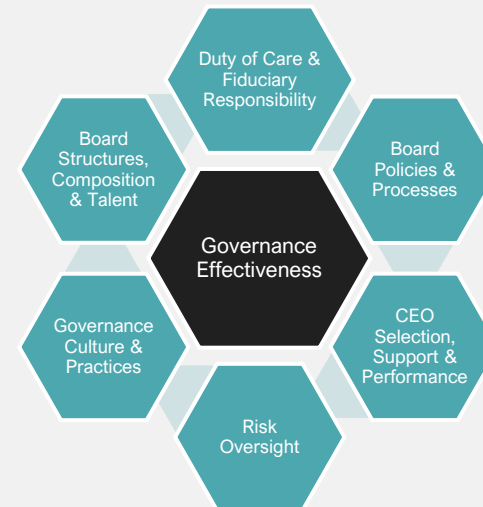 Duty of Care &
Fiduciary
Responsibility
Board
Structures,
Composition
& Talent
Board
Policies &
Processes
Governance
Effectiveness
Governance
Culture &
Practices
CEO
Selection,
Support &
Performance
Risk
Oversight